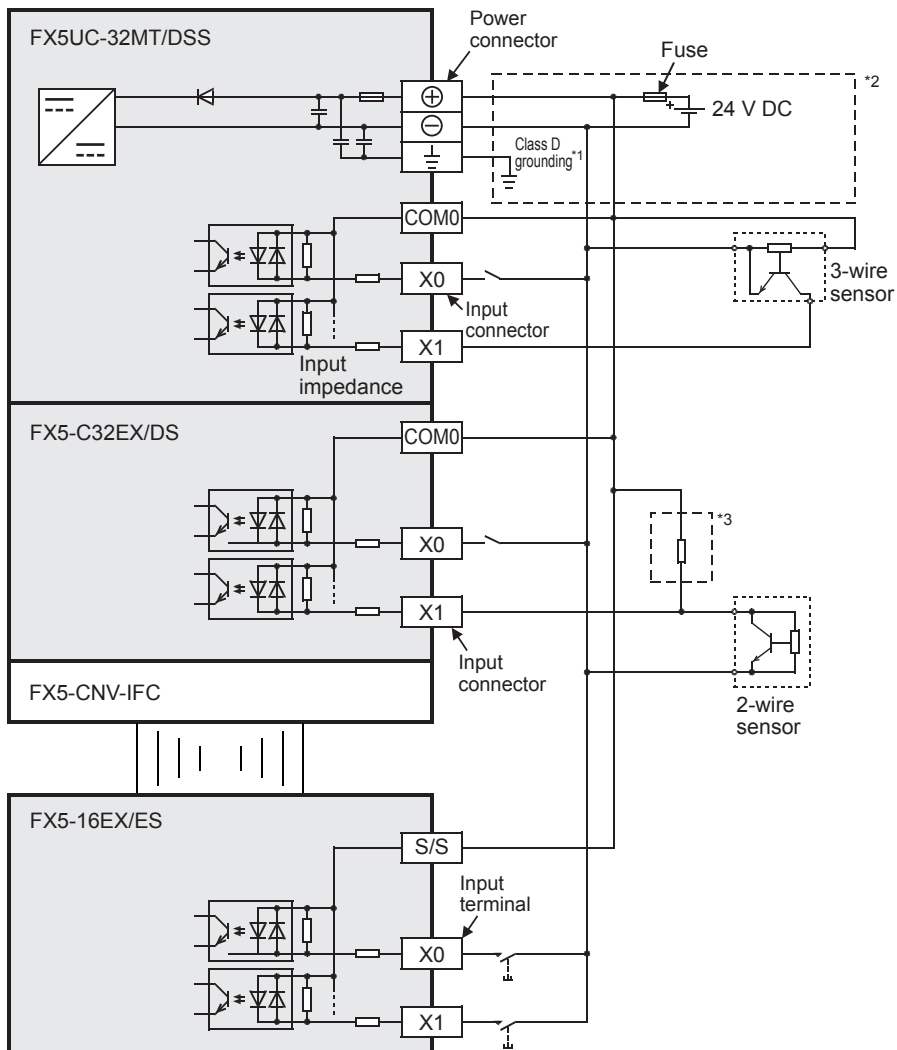 FX5UC-32MT/DSS
Power
connector
Fuse
*2
24 V DC
+
Class D
grounding*1
COM0
X0
Input
connector
3-wire
sensor
X1
Input
impedance
FX5-C32EX/DS
COM0
*3
X0
X1
Input
connector
2-wire
sensor
FX5-CNV-IFC
FX5-16EX/ES
S/S
Input
terminal
X0
X1